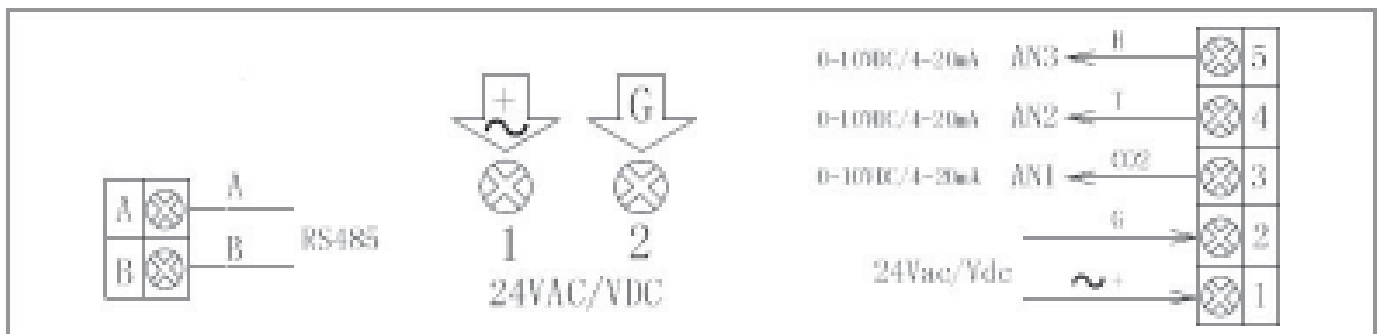 A A
B B RS485
+
~
G
1 2
24VAC/VDC
0-10VDC/4-20mA AN3 H 5
0-10VDC/4-20mA AN2 T 4
0-10VDC/4-20mA AN1 CO2 3
G 2
24Vac/Vdc ~ + 1